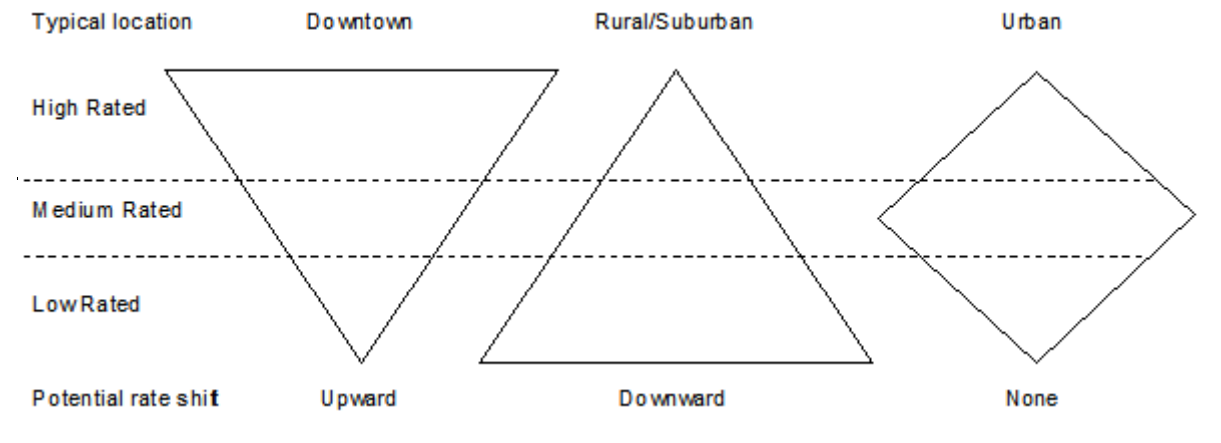 Typical location Downtown Rural/Suburban Urban
High Rated
Medium Rated
Low Rated
Potential rate shift Upward Downward None